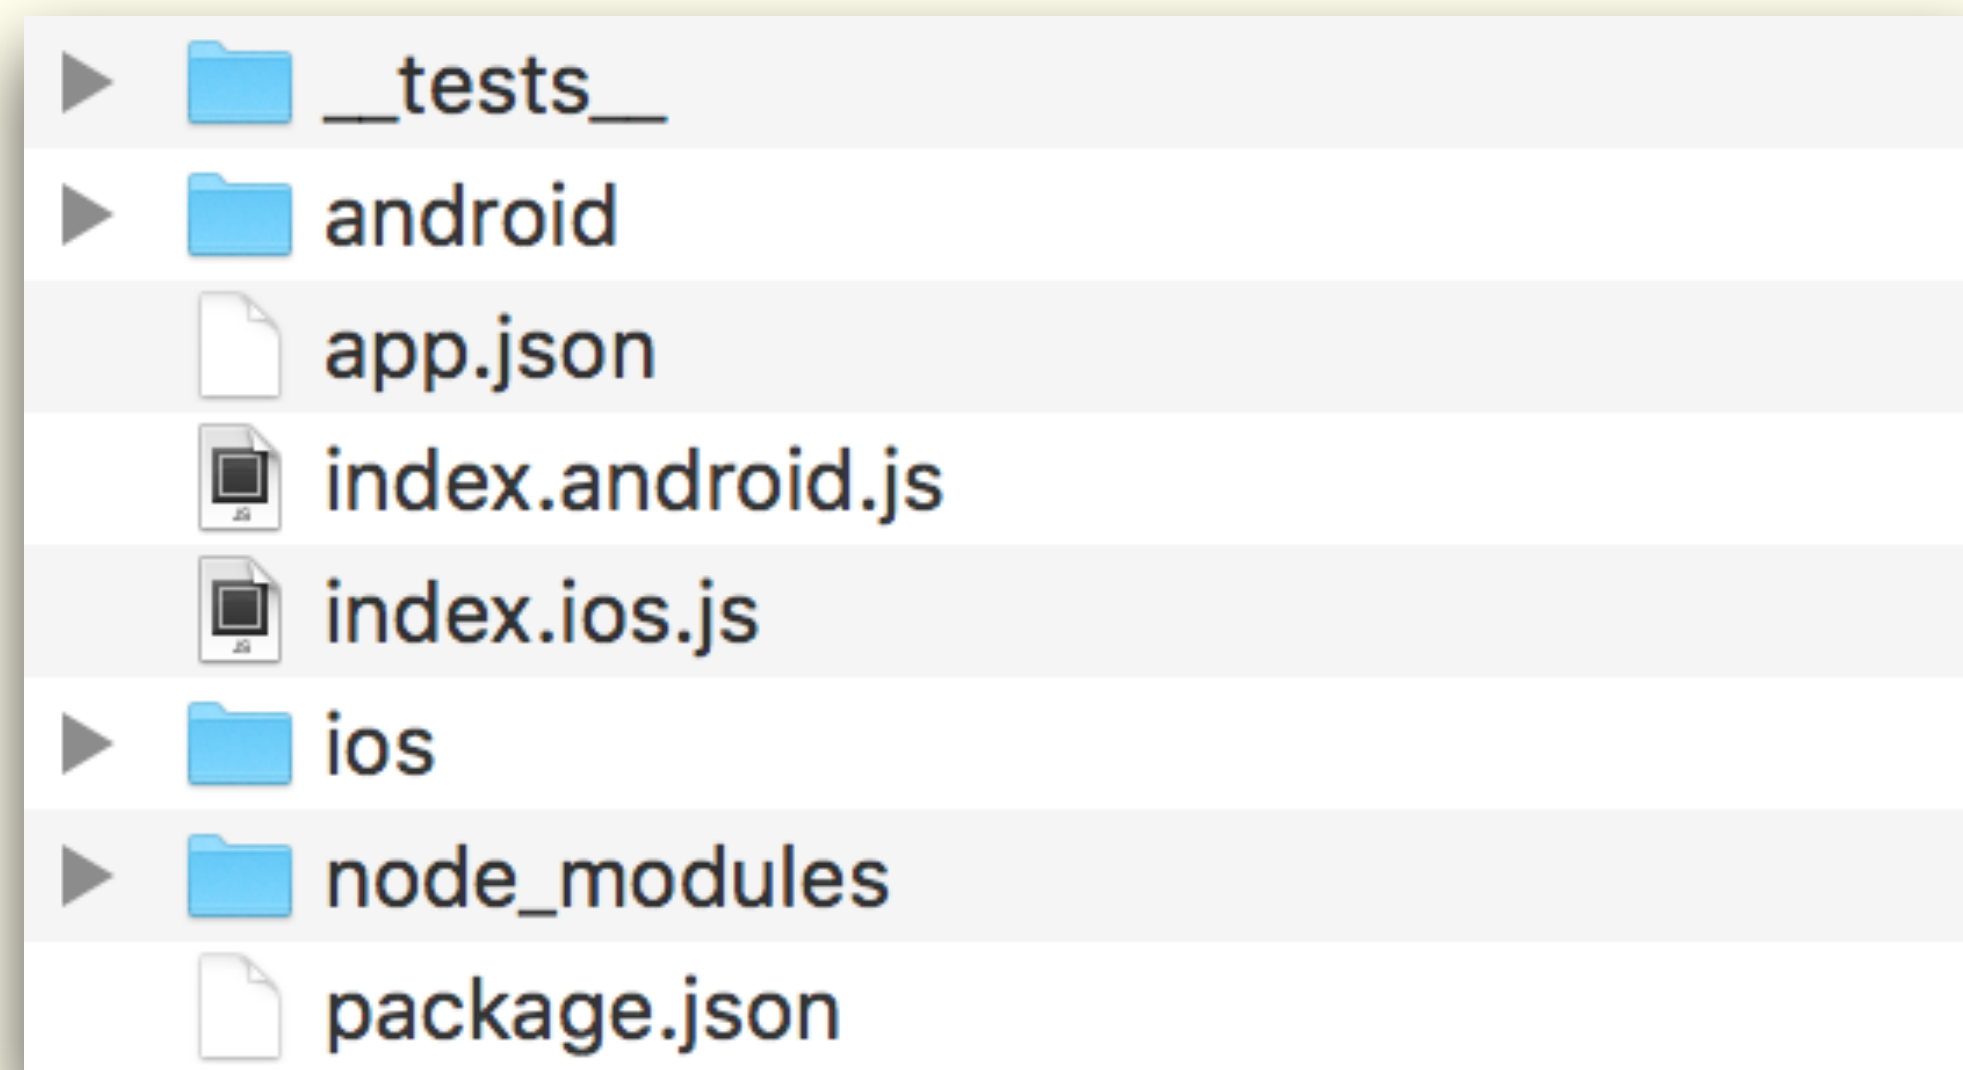 __tests__
android
app.json
index.android.js
index.ios.js
ios
node_modules
package.json